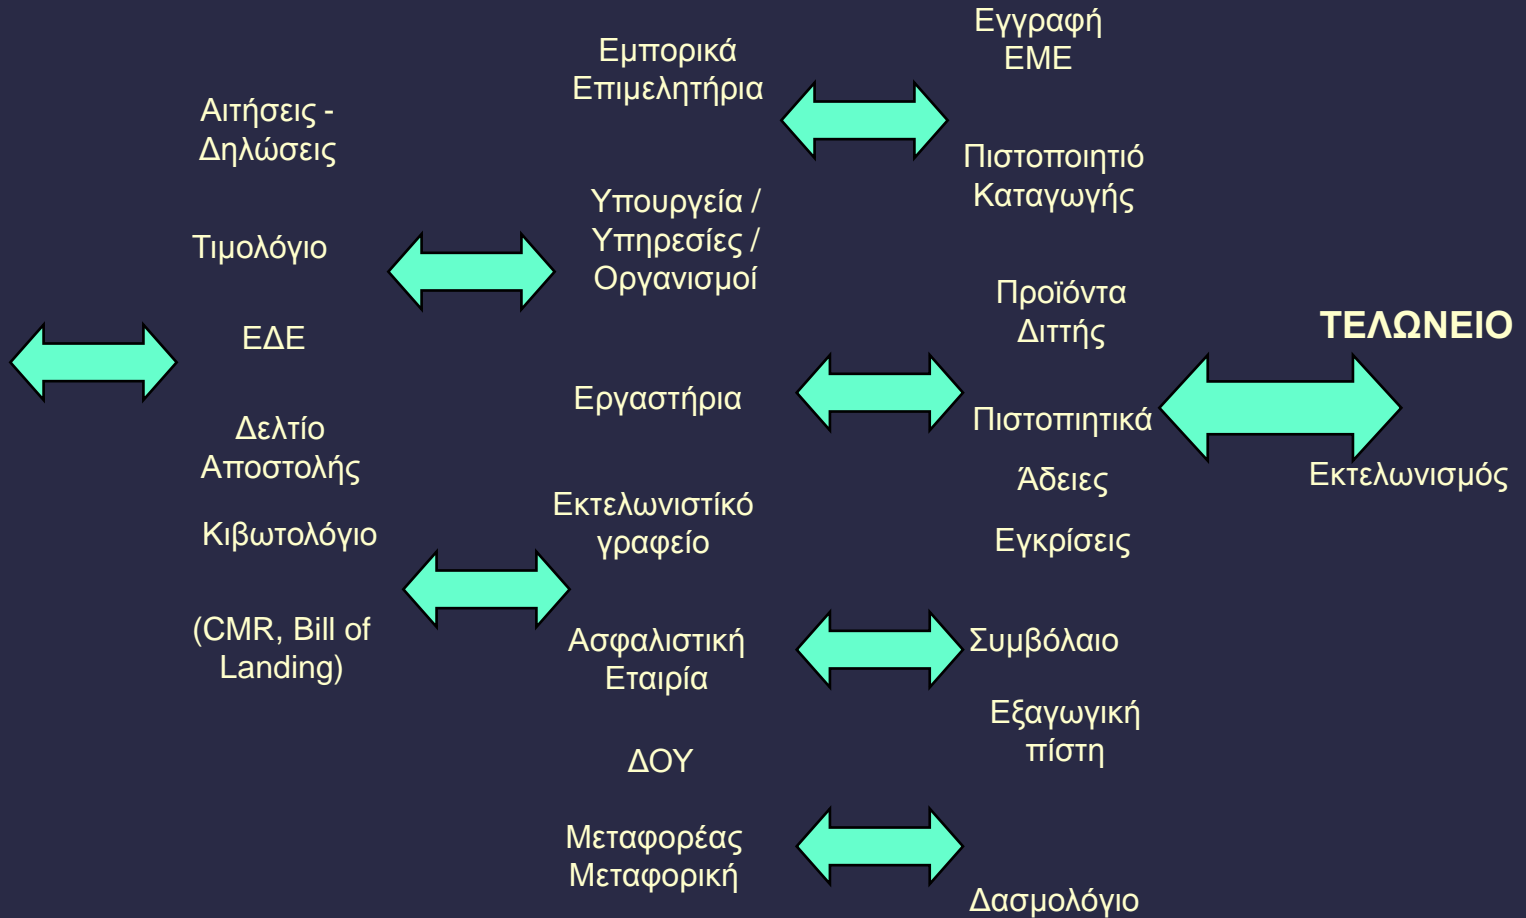 Αιτήσεις -
Δηλώσεις
Τιμολόγιο
ΕΔΕ
Δελτίο
Αποστολής
Κιβωτολόγιο
(CMR, Bill of
Landing)
Εμπορικά
Επιμελητήρια
Υπουργεία /
Υπηρεσίες /
Οργανισμοί
Εργαστήρια
Εκτελωνιστίκό
γραφείο
Ασφαλιστική
Εταιρία
ΔΟΥ
Μεταφορέας
Μεταφορική
Εγγραφή
ΕΜΕ
Πιστοποιητιό
Καταγωγής
Προϊόντα
Διττής
Πιστοπιητικά
Άδειες
Εγκρίσεις
Συμβόλαιο
Εξαγωγική
πίστη
Δασμολόγιο
ΤΕΛΩΝΕΙΟ
Εκτελωνισμός